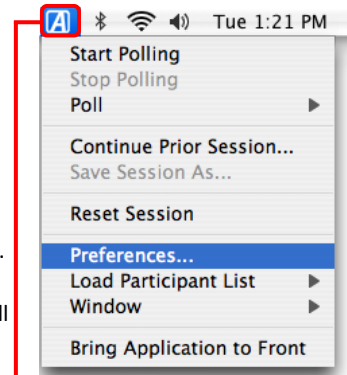 A Tue 1:21 PM
Start Polling
Stop Polling
Poll
Continue Prior Session...
Save Session As...
Reset Session
Preferences...
.
Load Participant List
ll
Window
Bring Application to Front